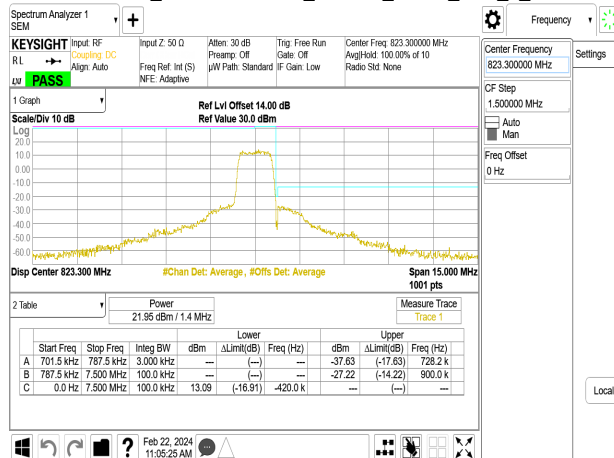 Spectrum Analyzer 1
SEM
+
Frequency
KEYSIGHT Input: RF Input Z: 50 Ω Atten: 30 dB Trig: Free Run Center Freq: 823.300000 MHz
RL Coupling: DC Preamp: Off Gate: Off Avg|Hold: 100.00% of 10
Align: Auto Freq Ref: Int (S) µW Path: Standard IF Gain: Low Radio Std: None
LXI PASS NFE: Adaptive
Center Frequency
823.300000 MHz
Settings
CF Step
1.500000 MHz
Auto
Man
Freq Offset
0 Hz
Local
1 Graph
Ref Lvl Offset 14.00 dB
Scale/Div 10 dB Ref Value 30.0 dBm
Log
20.0
10.0
0.00
-10.0
-20.0
-30.0
-40.0
-50.0
-60.0
Disp Center 823.300 MHz #Chan Det: Average, #Offs Det: Average Span 15.000 MHz
1001 pts
2 Table
Power
21.95 dBm / 1.4 MHz
Measure Trace
Trace 1
Lower Upper
Start Freq Stop Freq Integ BW dBm ΔLimit(dB) Freq (Hz) dBm ΔLimit(dB) Freq (Hz)
A 701.5 kHz 787.5 kHz 3.000 kHz --- (---) --- -37.63 (-17.63) 728.2 k
B 787.5 kHz 7.500 MHz 100.0 kHz --- (---) --- -27.22 (-14.22) 900.0 k
C 0.0 Hz 7.500 MHz 100.0 kHz 13.09 (-16.91) -420.0 k --- (---) ---
?
Feb 22, 2024
11:05:25 AM